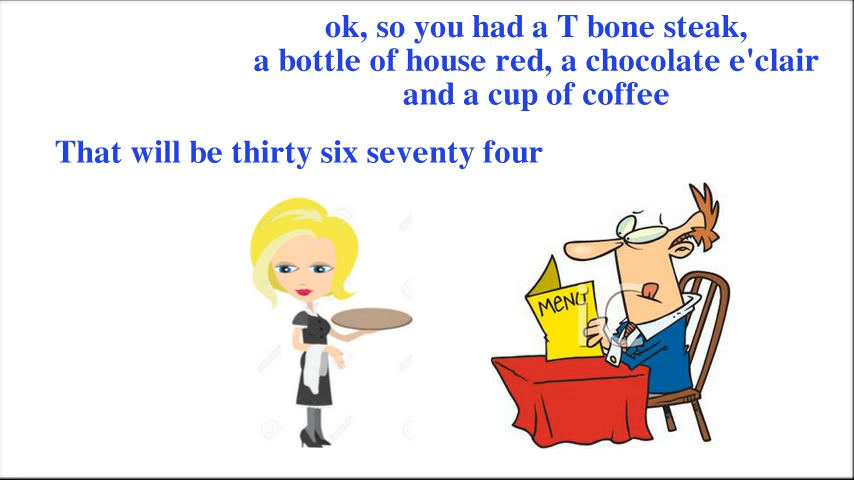 ok, so you had a T bone steak,
a bottle of house red, a chocolate e'clair
and a cup of coffee
That will be thirty six seventy four
MENU